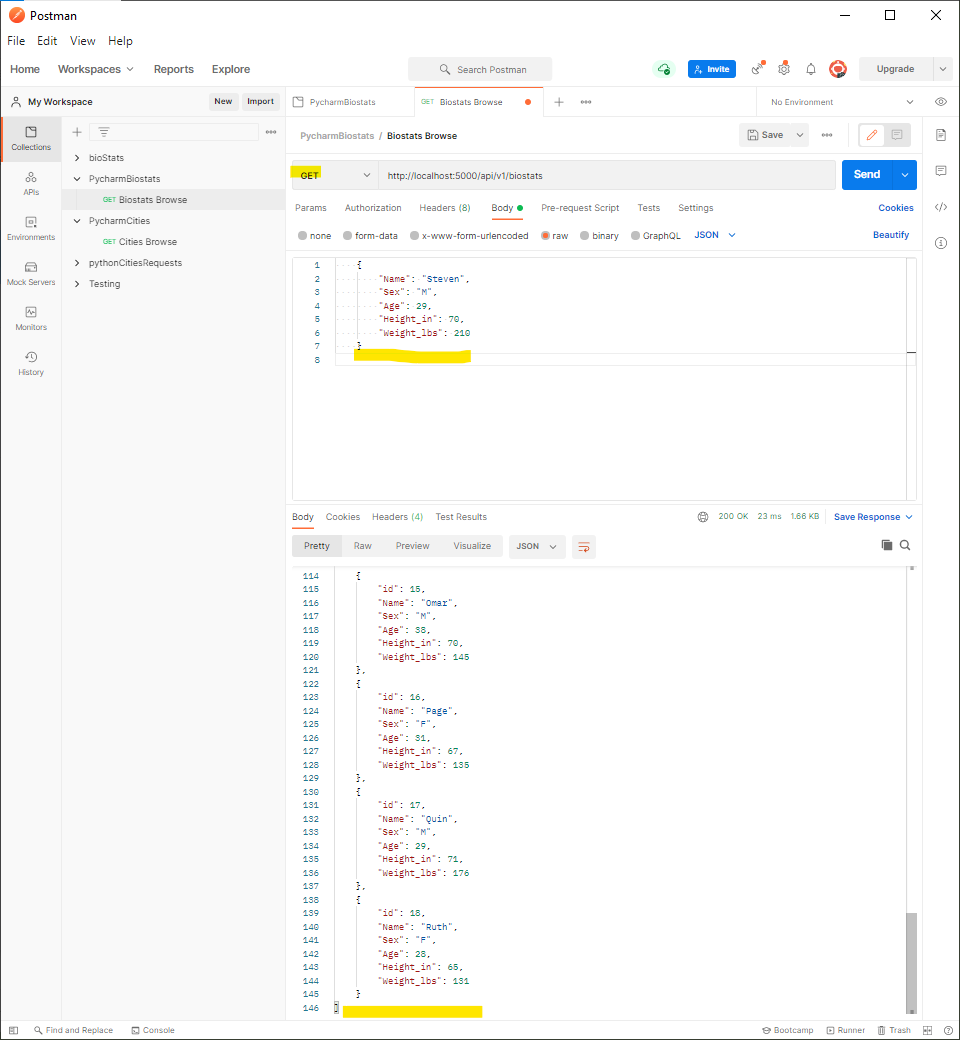 Postman
File Edit View Help
Home Workspaces Reports Explore Search Postman Invite Upgrade
My Workspace New Import
PycharmBiostats GET Biostats Browse No Environment
Collections
APIs
Environments
Mock Servers
Monitors
History
bioStats
PycharmBiostats
GET Biostats Browse
PycharmCities
GET Cities Browse
pythonCitiesRequests
Testing
PycharmBiostats / Biostats Browse Save
GET http://localhost:5000/api/v1/biostats Send
Params Authorization Headers (8) Body Pre-request Script Tests Settings Cookies
none form-data x-www-form-urlencoded raw binary GraphQL JSON Beautify
1 {
2 "Name": "Steven",
3 "Sex": "M",
4 "Age": 29,
5 "Height_in": 70,
6 "Weight_lbs": 210
7 }
8
Body Cookies Headers (4) Test Results 200 OK 23 ms 1.66 KB Save Response
Pretty Raw Preview Visualize JSON
114 {
115 "id": 15,
116 "Name": "Omar",
117 "Sex": "M",
118 "Age": 38,
119 "Height_in": 70,
120 "Weight_lbs": 145
121 },
122 {
123 "id": 16,
124 "Name": "Page",
125 "Sex": "F",
126 "Age": 31,
127 "Height_in": 67,
128 "Weight_lbs": 135
129 },
130 {
131 "id": 17,
132 "Name": "Quin",
133 "Sex": "M",
134 "Age": 29,
135 "Height_in": 71,
136 "Weight_lbs": 176
137 },
138 {
139 "id": 18,
140 "Name": "Ruth",
141 "Sex": "F",
142 "Age": 28,
143 "Height_in": 65,
144 "Weight_lbs": 131
145 }
146 ]
Find and Replace Console Bootcamp Runner Trash